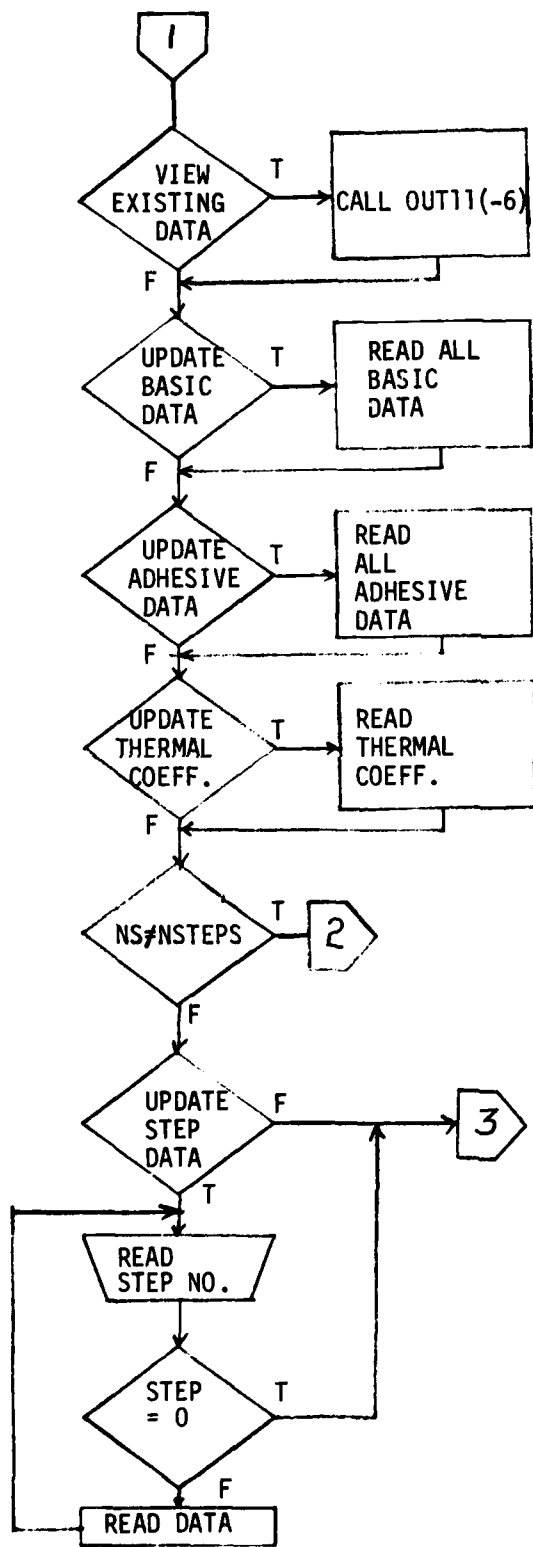 1
VIEW
EXISTING
DATA
T
CALL OUT11(-6)
F
UPDATE
BASIC
DATA
T
READ ALL
BASIC
DATA
F
UPDATE
ADHESIVE
DATA
T
READ
ALL
ADHESIVE
DATA
F
UPDATE
THERMAL
COEFF.
T
READ
THERMAL
COEFF.
F
NS≠NSTEPS
T
2
F
UPDATE
STEP
DATA
F
3
T
READ
STEP NO.
STEP
= 0
T
F
READ DATA